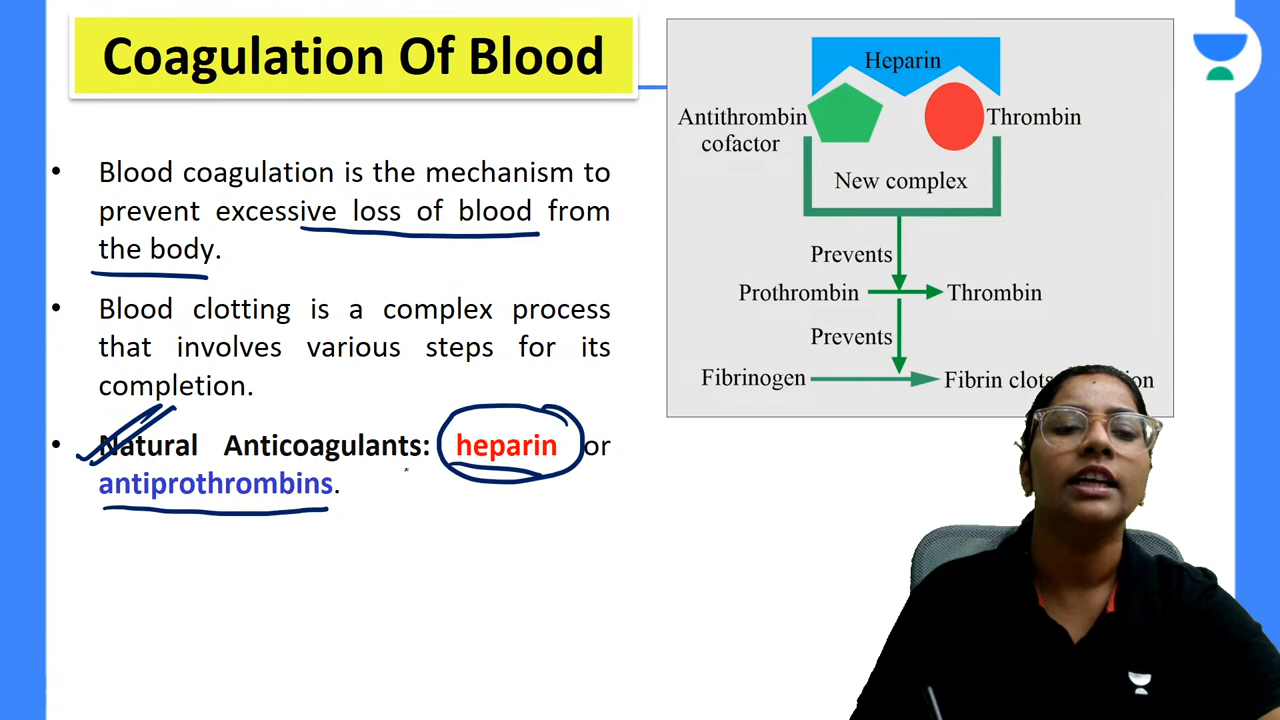 Coagulation Of Blood
• Blood coagulation is the mechanism to
prevent excessive loss of blood from
the body.
• Blood clotting is a complex process
that involves various steps for its
completion.
• Natural Anticoagulants: heparin or
antiprothrombins.
Heparin
Antithrombin
cofactor
Thrombin
New complex
Prevents
Prothrombin
Thrombin
Prevents
Fibrinogen
Fibrin clots